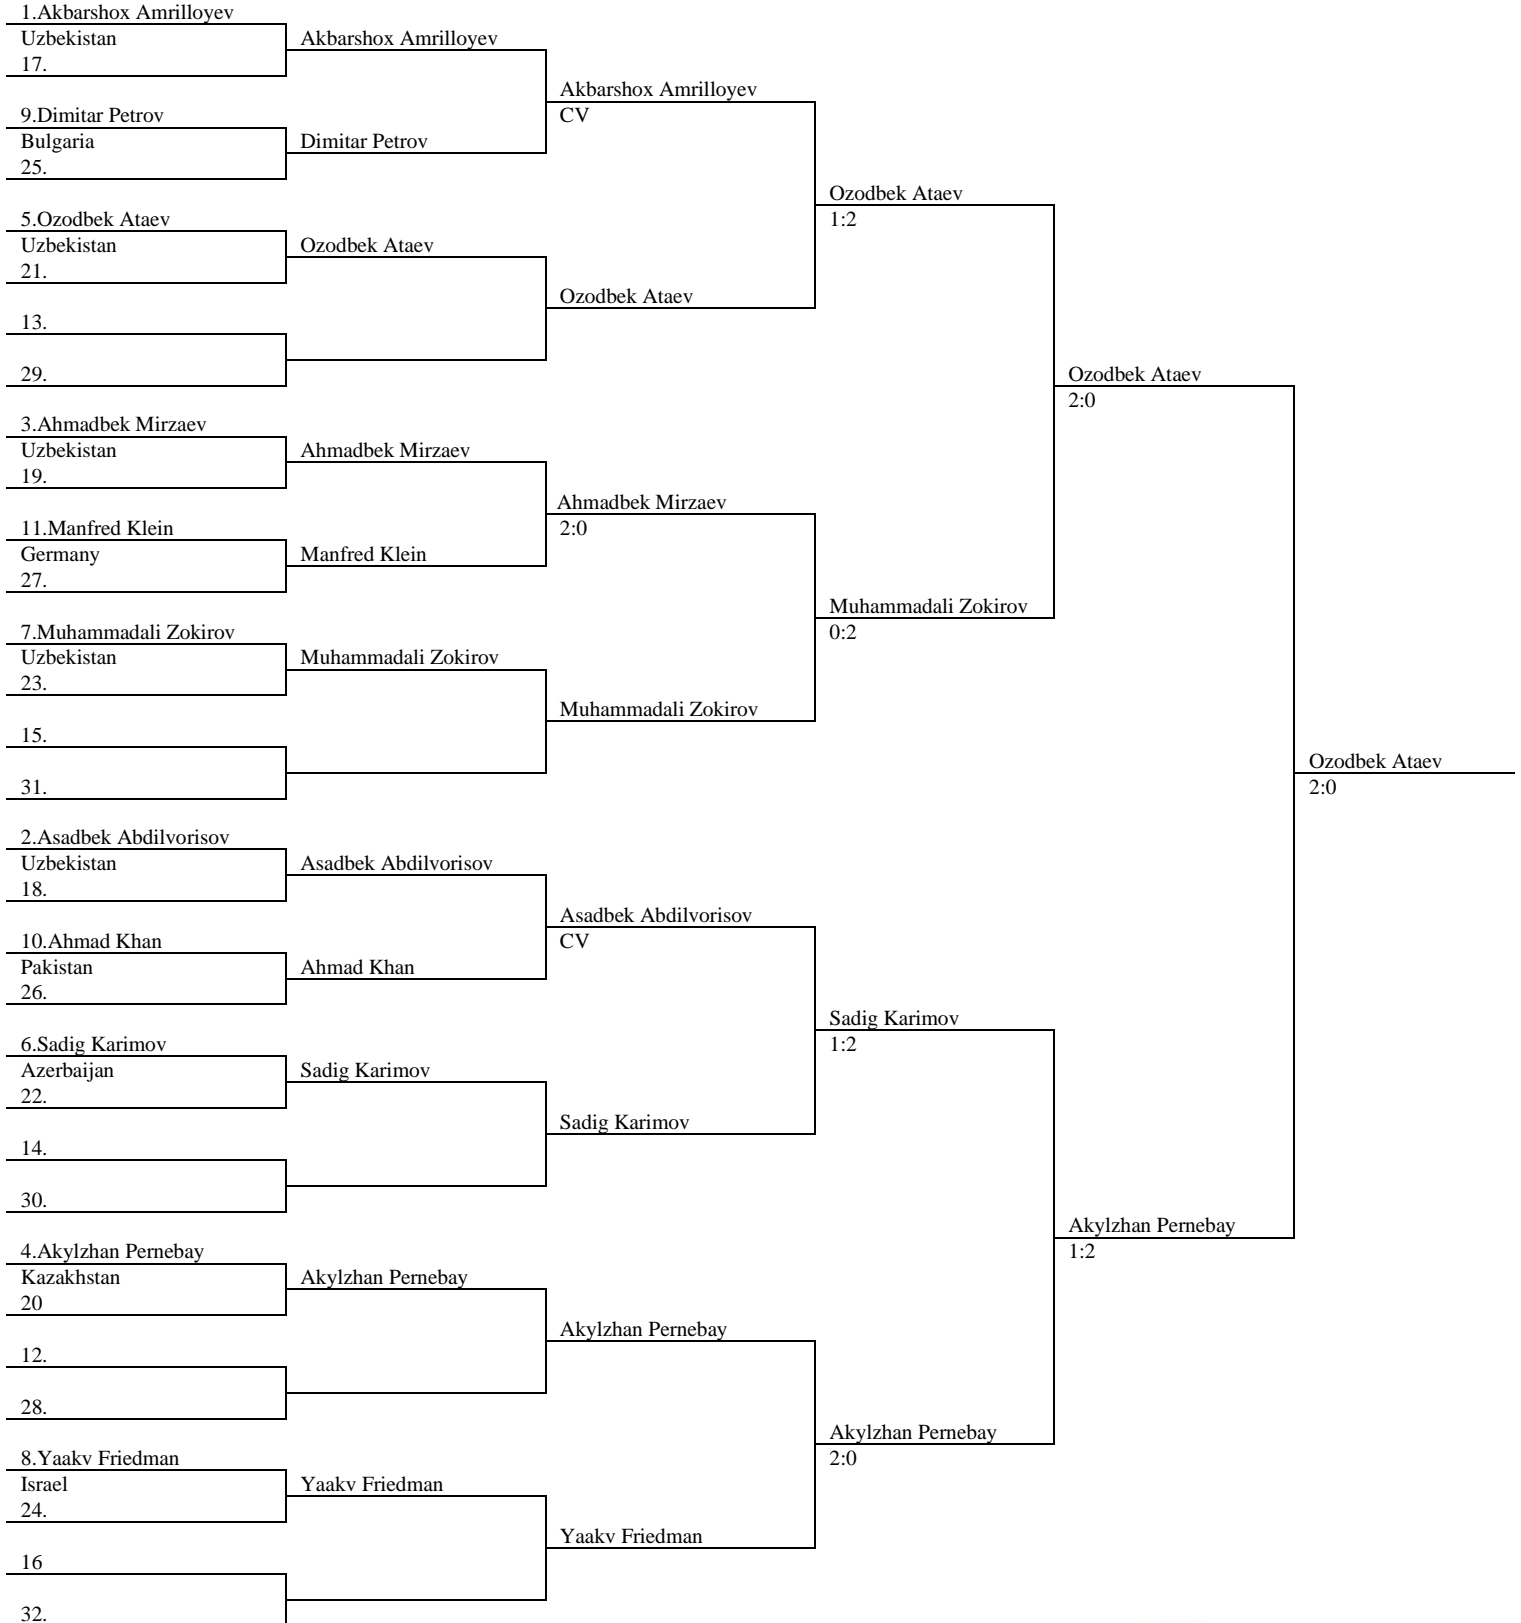 1.Akbarshox Amrilloyev
Uzbekistan
17.
9.Dimitar Petrov
Bulgaria
25.
5.Ozodbek Ataev
Uzbekistan
21.
13.
29.
3.Ahmadbek Mirzaev
Uzbekistan
19.
11.Manfred Klein
Germany
27.
7.Muhammadali Zokirov
Uzbekistan
23.
15.
31.
2.Asadbek Abdilvorisov
Uzbekistan
18.
10.Ahmad Khan
Pakistan
26.
6.Sadig Karimov
Azerbaijan
22.
14.
30.
4.Akylzhan Pernebay
Kazakhstan
20
12.
28.
8.Yaakv Friedman
Israel
24.
16
32.
Akbarshox Amrilloyev
Dimitar Petrov
Ozodbek Ataev
Ahmadbek Mirzaev
Manfred Klein
Muhammadali Zokirov
Asadbek Abdilvorisov
Ahmad Khan
Sadig Karimov
Akylzhan Pernebay
Yaakv Friedman
Akbarshox Amrilloyev
CV
Ozodbek Ataev
Ahmadbek Mirzaev
2:0
Muhammadali Zokirov
Asadbek Abdilvorisov
CV
Sadig Karimov
Akylzhan Pernebay
Yaakv Friedman
Ozodbek Ataev
1:2
Muhammadali Zokirov
0:2
Sadig Karimov
1:2
Akylzhan Pernebay
2:0
Ozodbek Ataev
2:0
Akylzhan Pernebay
1:2
Ozodbek Ataev
2:0